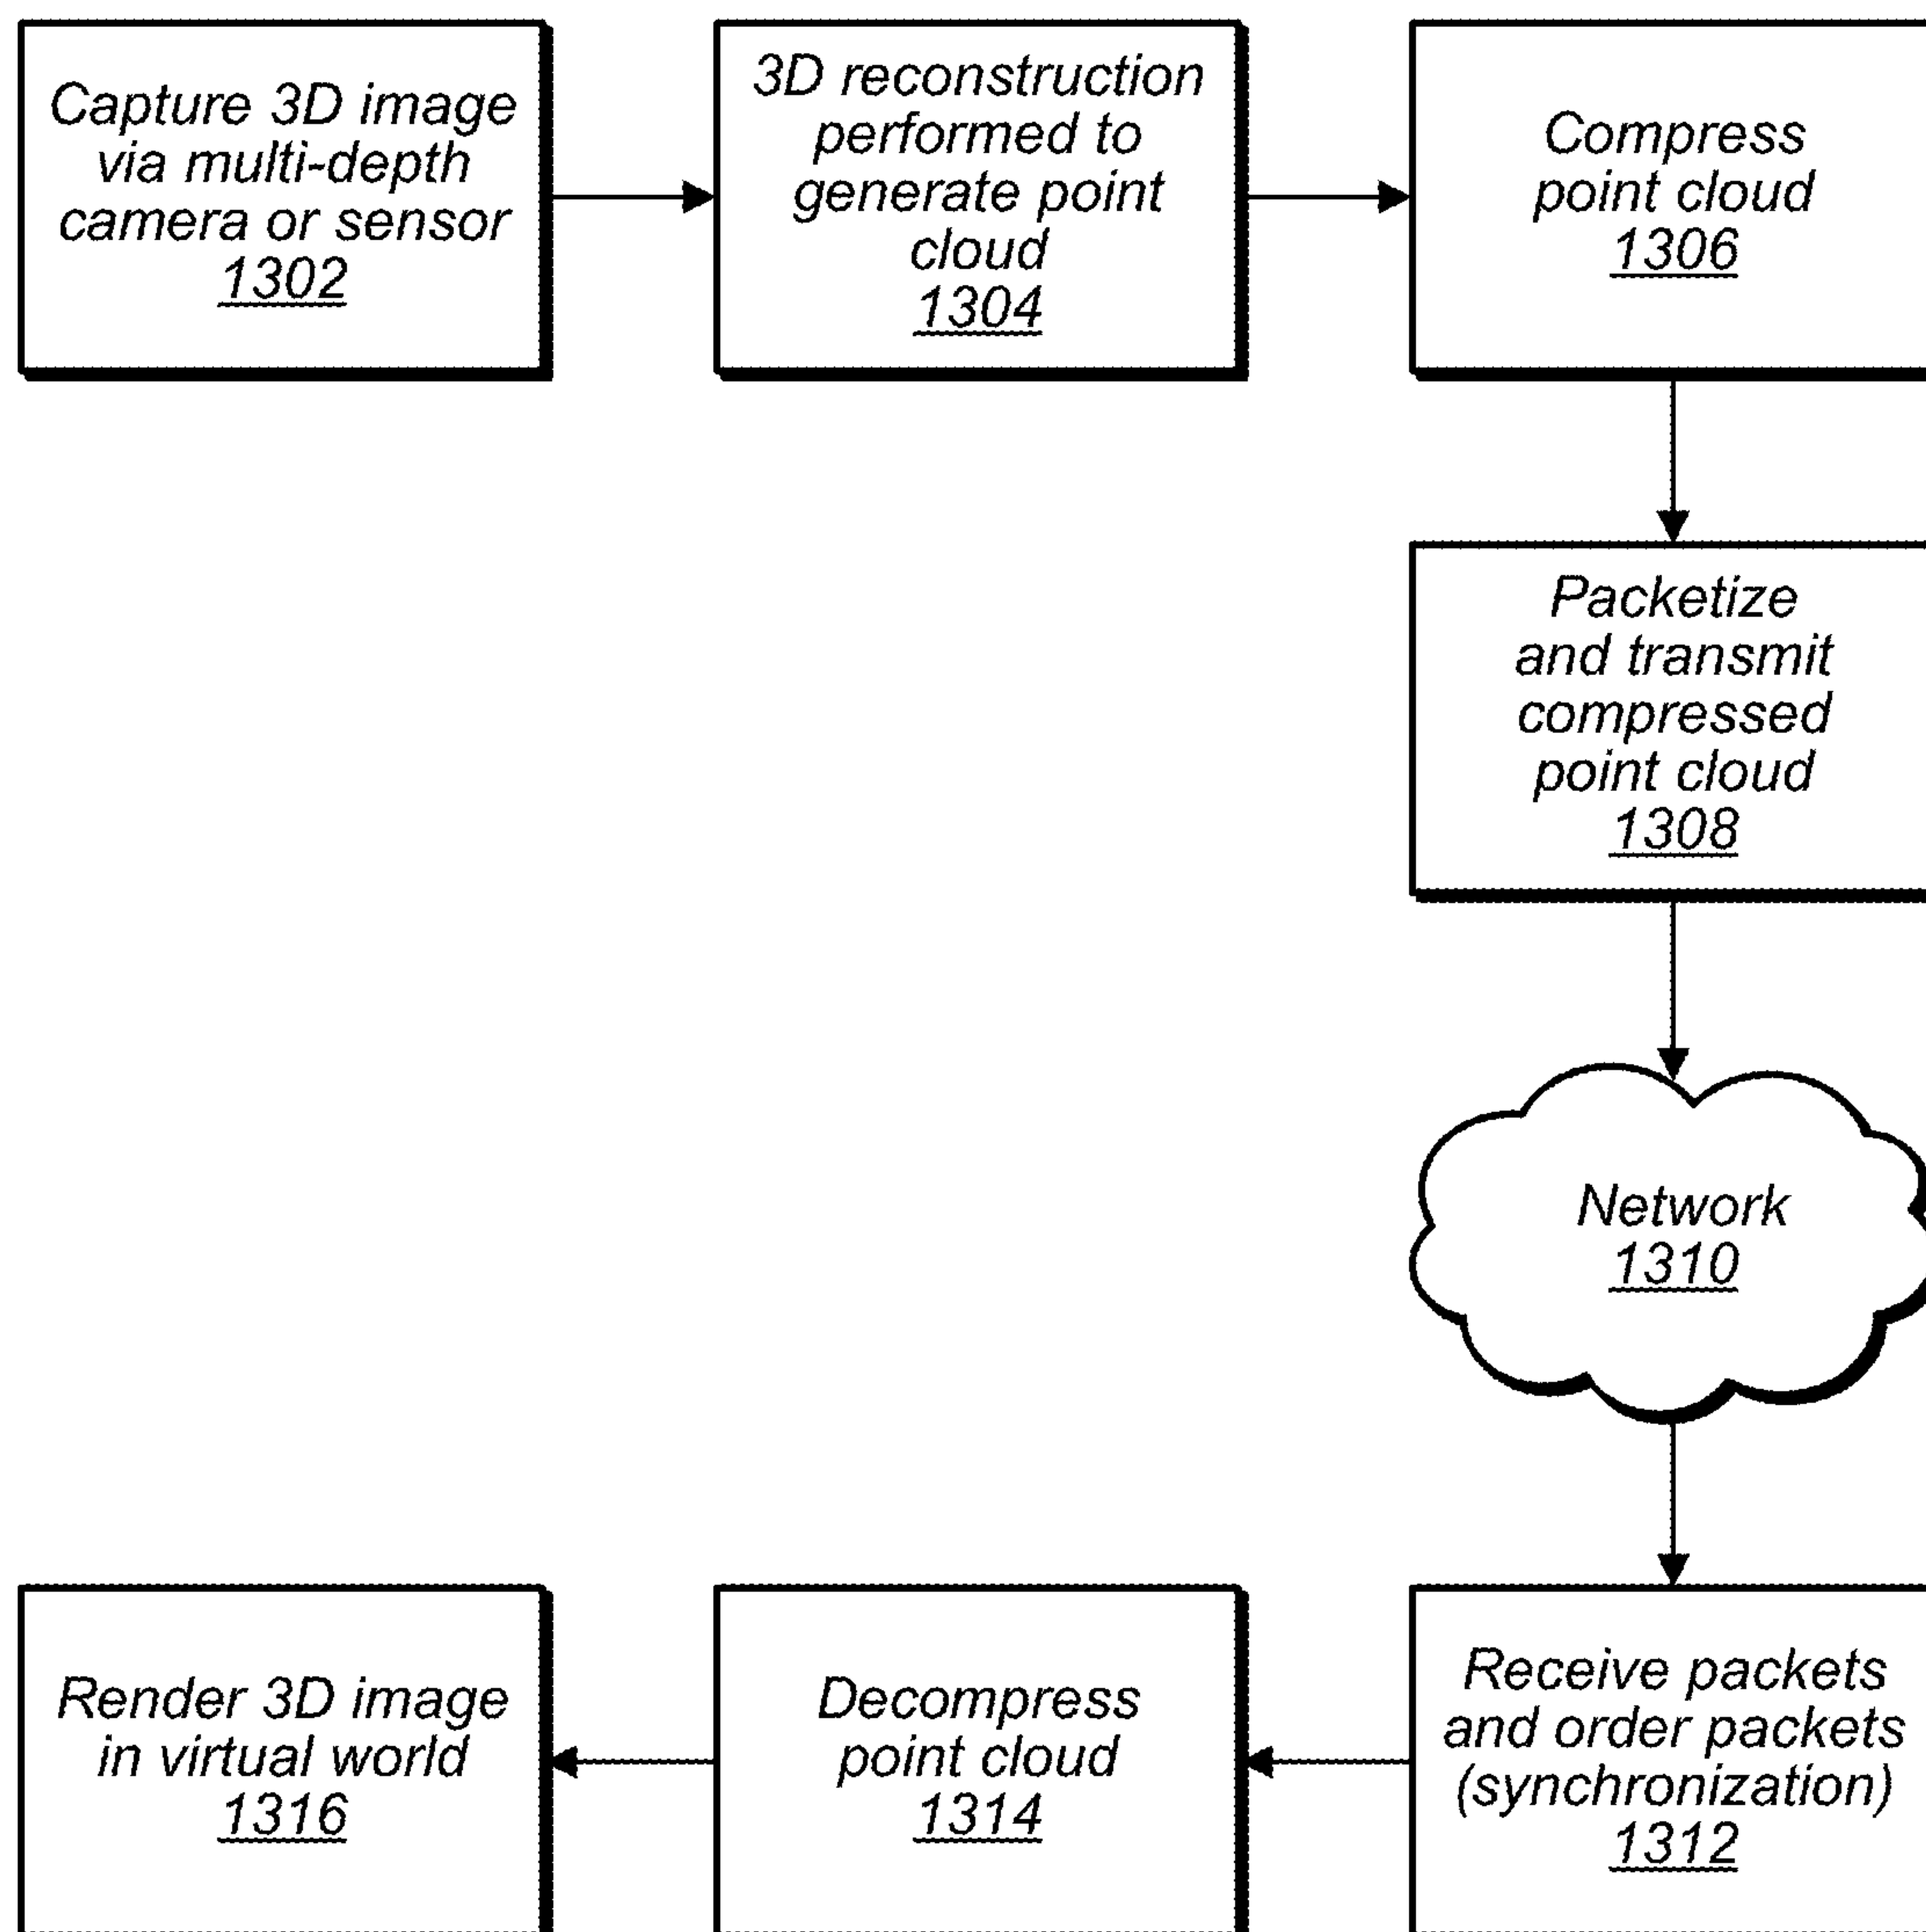 Capture 3D image
via multi-depth
camera or sensor
1302
3D reconstruction
performed to
generate point
cloud
1304
Compress
point cloud
1306
Packetize
and transmit
compressed
point cloud
1308
Network
1310
Receive packets
and order packets
(synchronization)
1312
Decompress
point cloud
1314
Render 3D image
in virtual world
1316